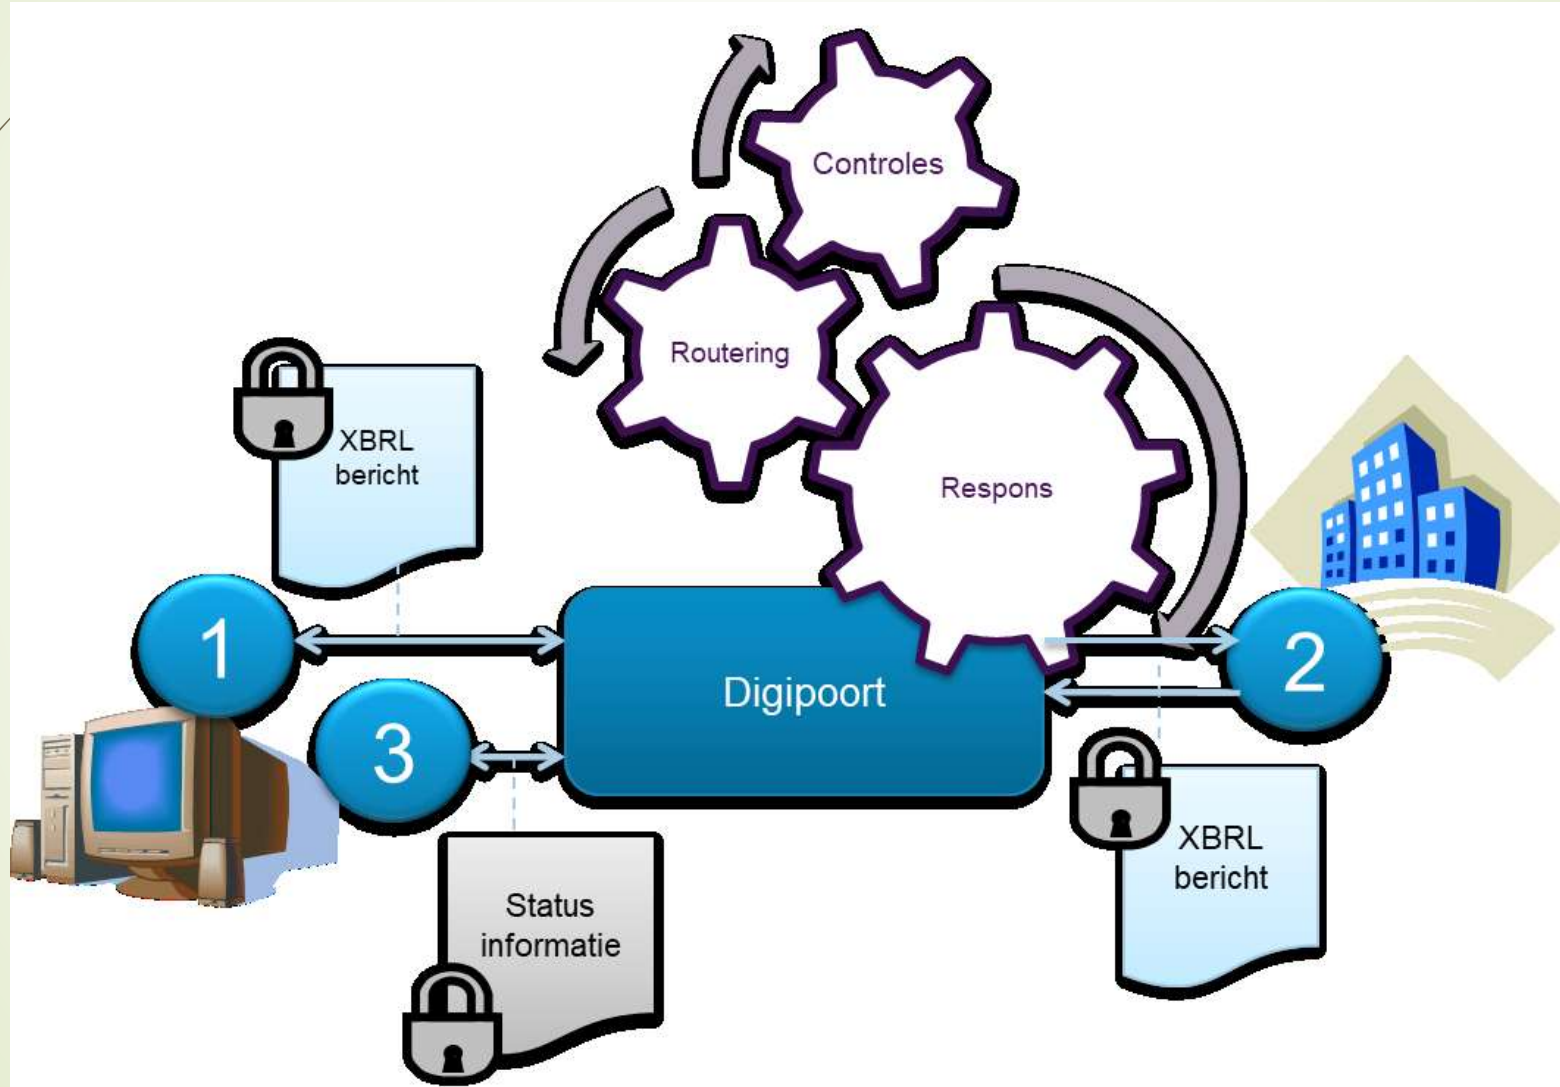 Controles
Routering
XBRL
bericht
Respons
1
2
Digipoort
3
XBRL
bericht
Status
informatie